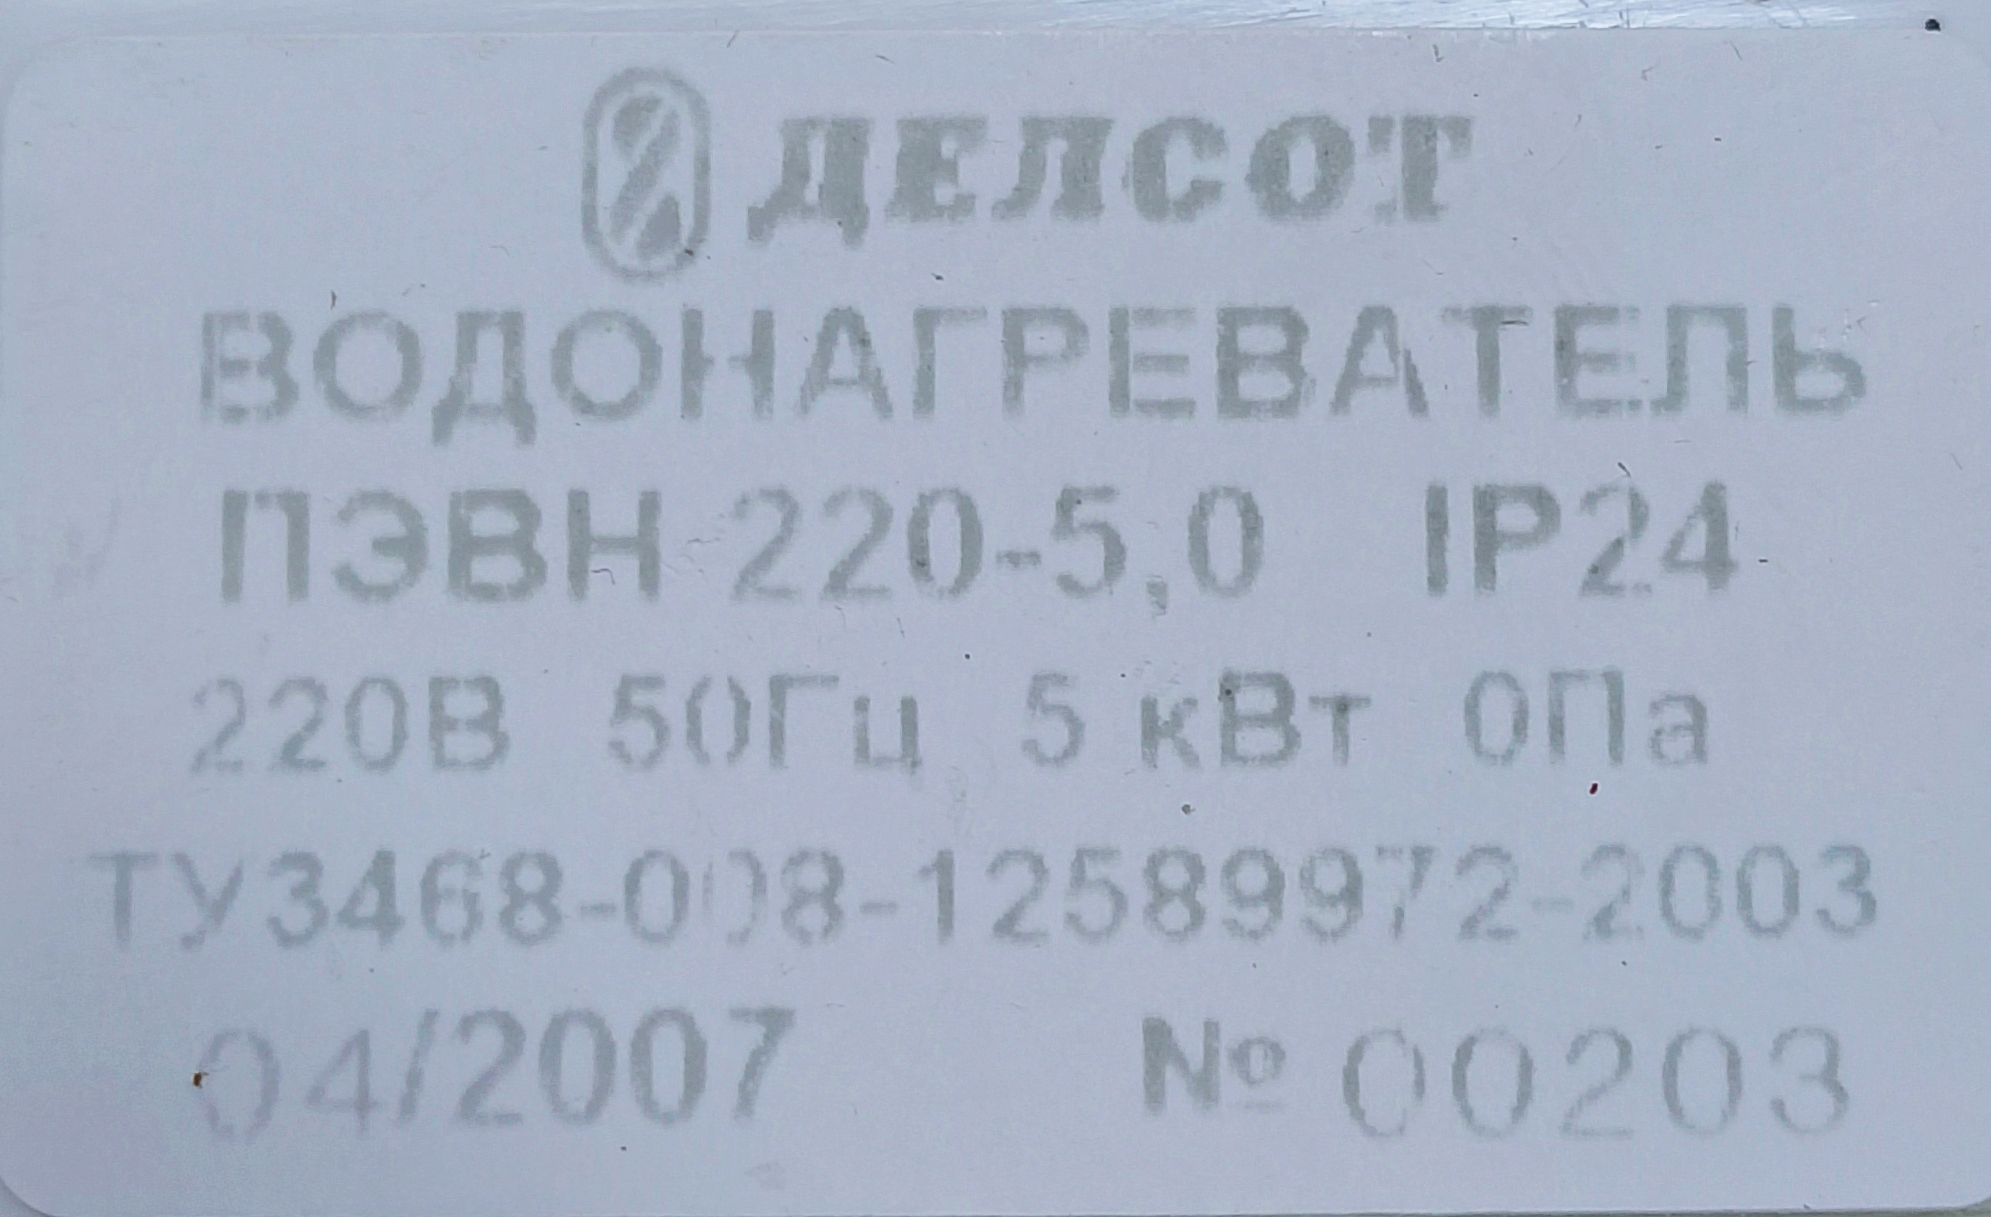 ДЕЛСОТ
ВОДОНАГРЕВАТЕЛЬ
ПЭВН 220-5,0 IP24
220В 50Гц 5 кВт 0Па
ТУ3468-008-12589972-2003
04/2007 № 00203